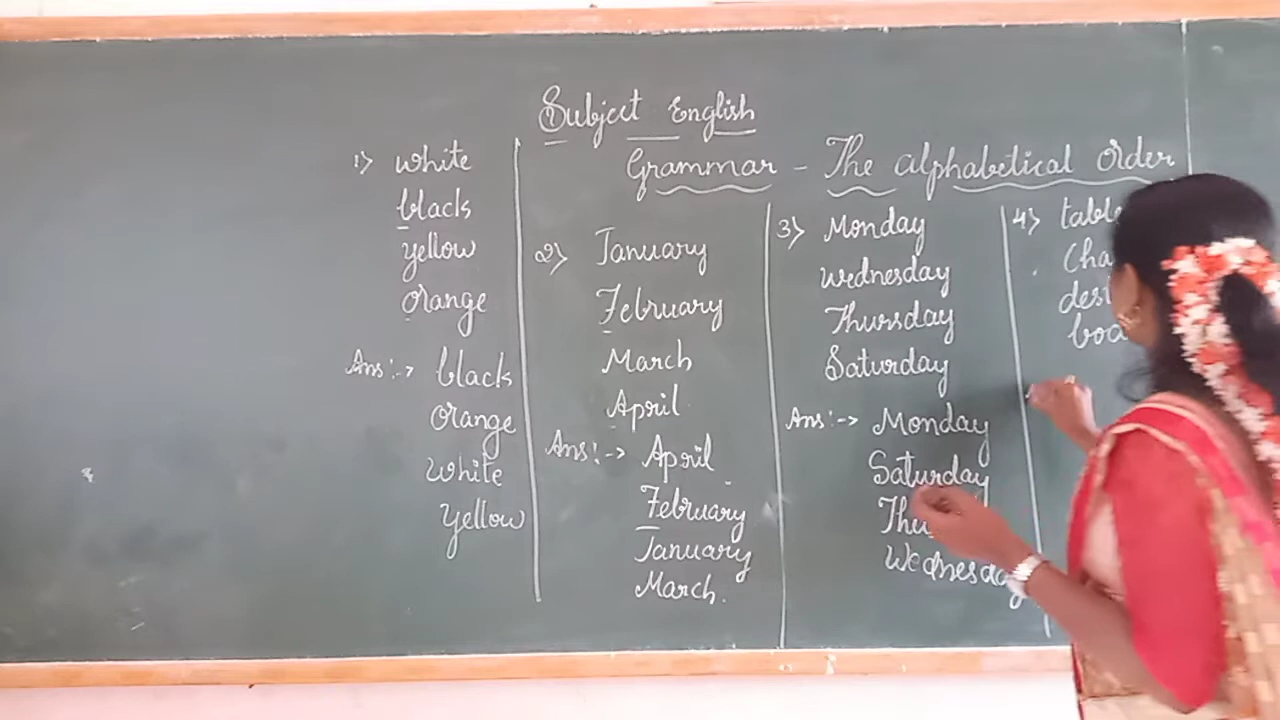 Subject English
Grammar - The alphabetical order
1) white
black
yellow
orange
Ans:-> black
orange
white
yellow
2) January
February
March
April
Ans:-> April
February
January
March.
3) Monday
Wednesday
Thursday
Saturday
Ans:-> Monday
Saturday
Wednesday
4)